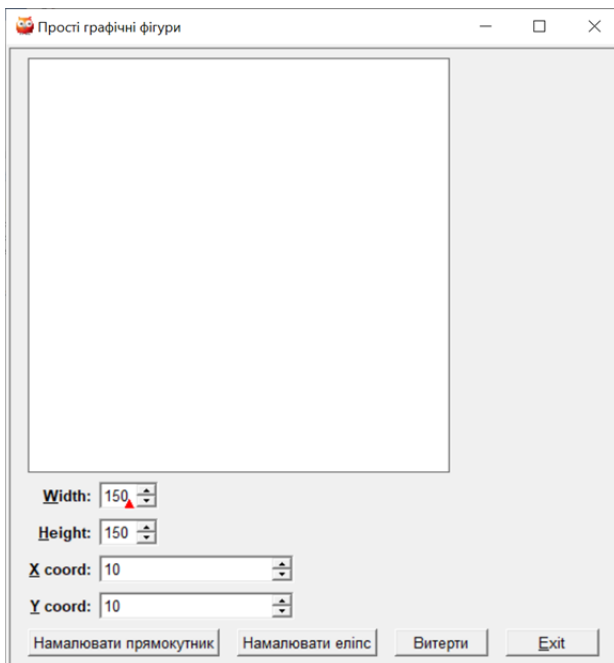 Прості графічні фігури
Width: 150
Height: 150
X coord: 10
Y coord: 10
Намалювати прямокутник Намалювати еліпс Витерти Exit